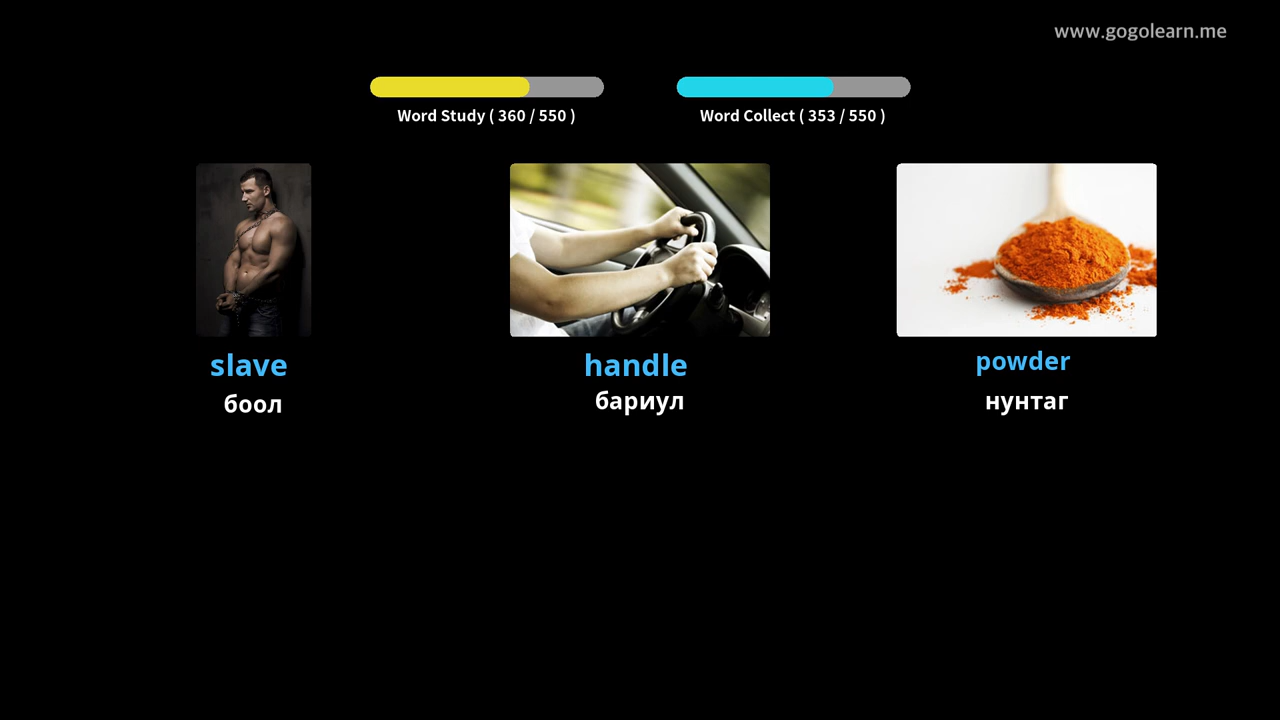 www.gogolearn.me
Word Study ( 360 / 550 )
Word Collect ( 353 / 550 )
slave
боол
handle
бариул
powder
нунтаг